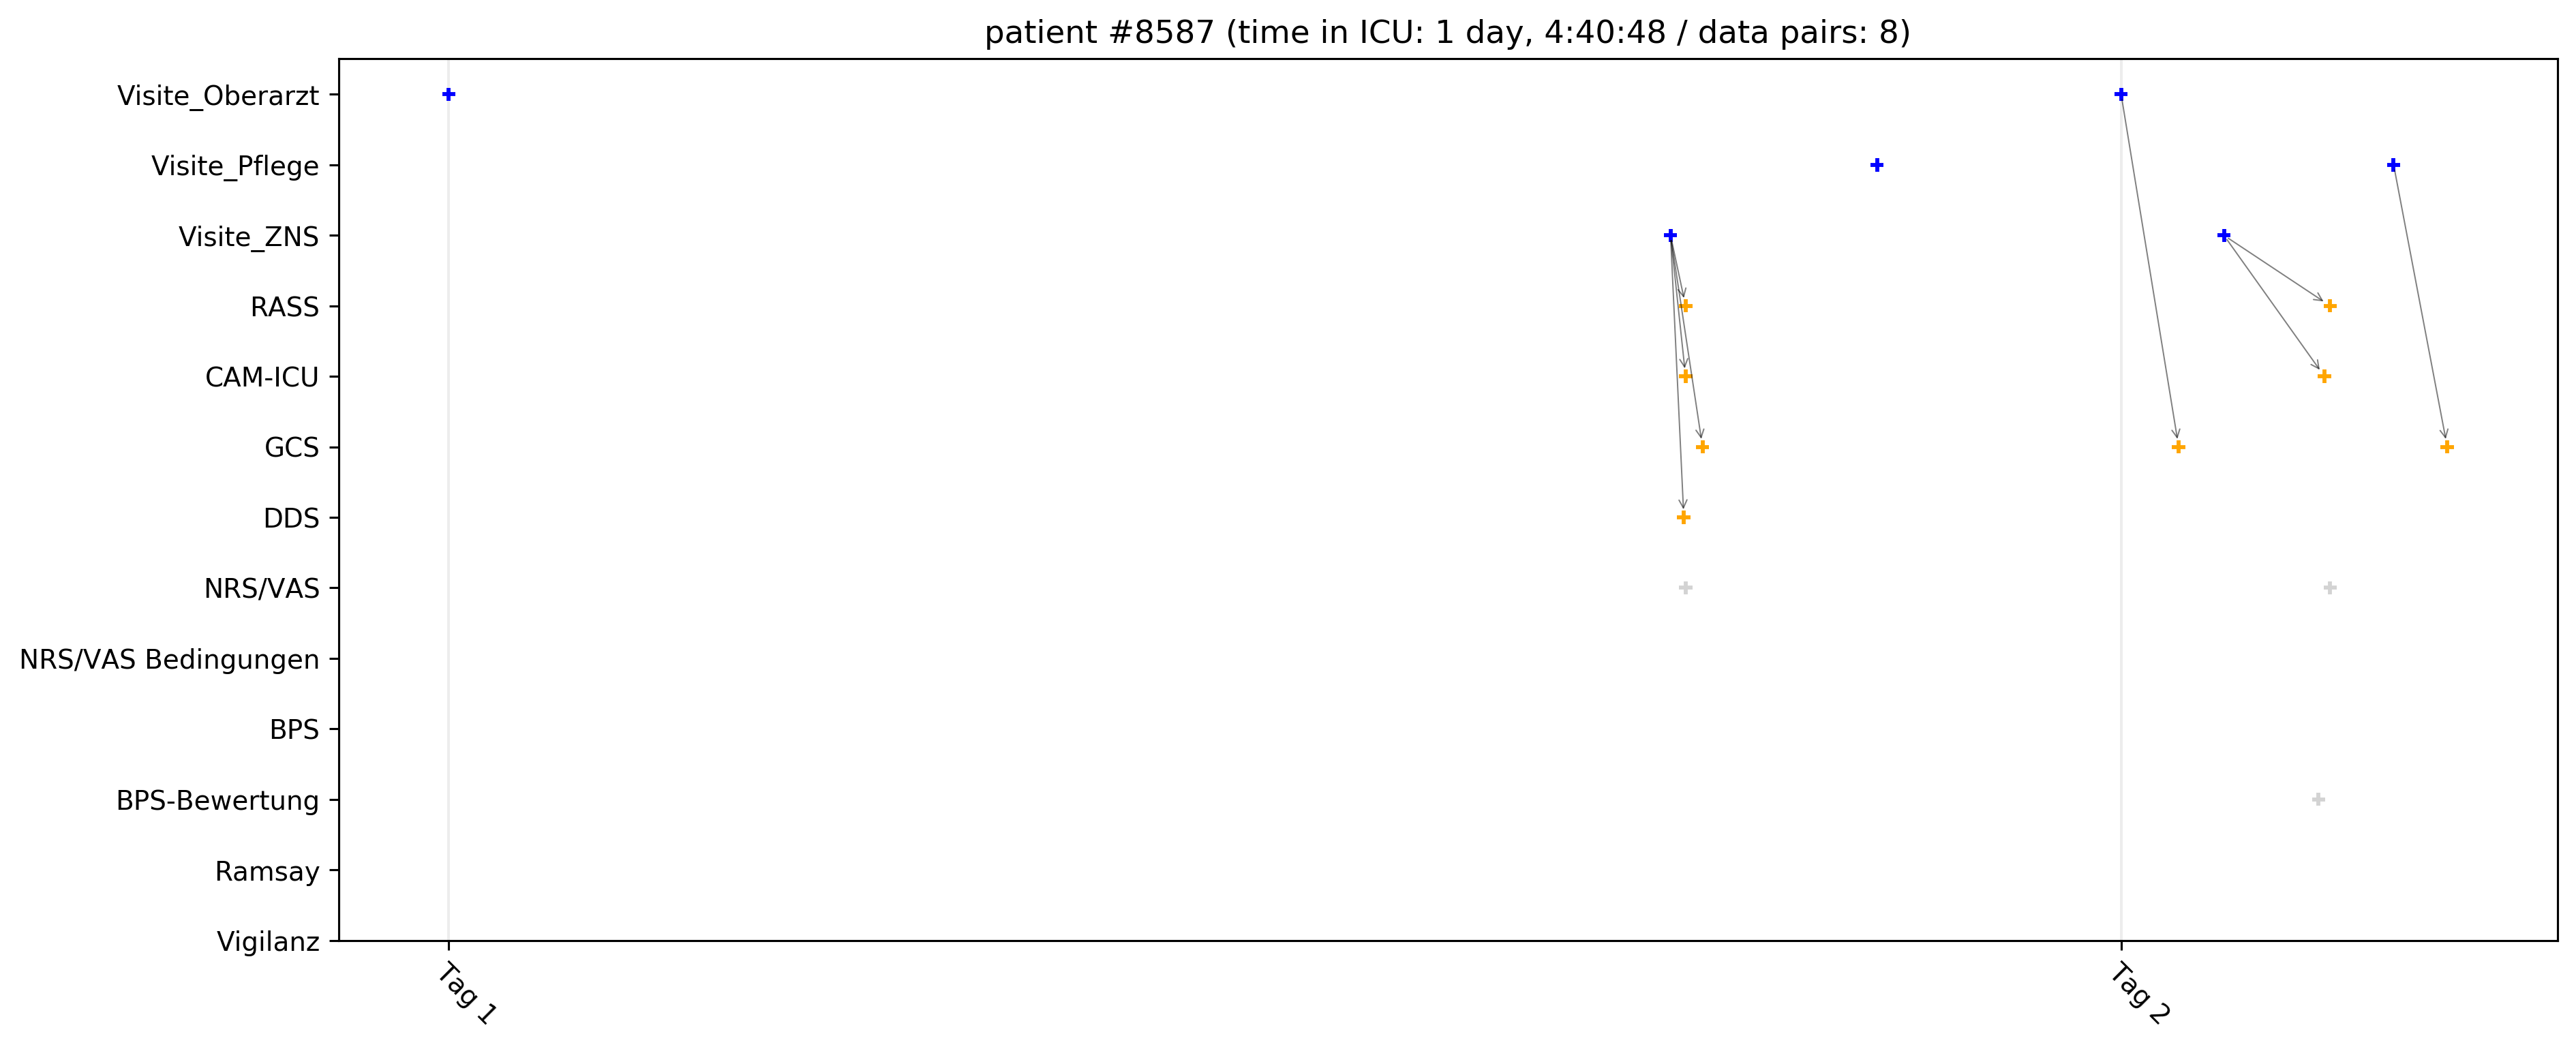 patient #8587 (time in ICU: 1 day, 4:40:48 / data pairs: 8)
Visite_Oberarzt
Visite_Pflege
Visite_ZNS
RASS
CAM-ICU
GCS
DDS
NRS/VAS
NRS/VAS Bedingungen
BPS
BPS-Bewertung
Ramsay
Vigilanz
Tag 1
Tag 2